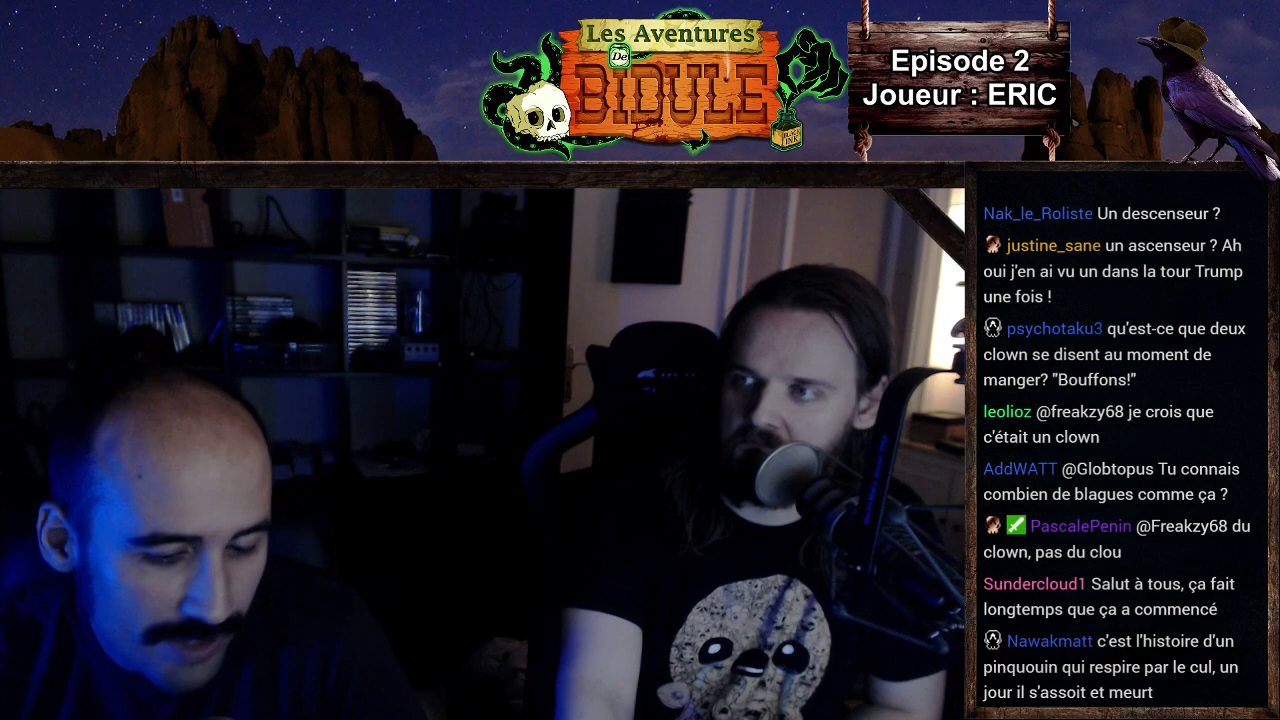 Les Aventures
De
BIDULE
BLACK
INK
Episode 2
Joueur : ERIC
Nak_le_Roliste Un descenseur ?
justine_sane un ascenseur ? Ah
oui j'en ai vu un dans la tour Trump
une fois !
psychotaku3 qu'est-ce que deux
clown se disent au moment de
manger? "Bouffons!"
leolioz @freakzy68 je crois que
c'était un clown
AddWATT @Globtopus Tu connais
combien de blagues comme ça ?
PascalePenin @Freakzy68 du
clown, pas du clou
Sundercloud1 Salut à tous, ça fait
longtemps que ça a commencé
Nawakmatt c'est l'histoire d'un
pinquouin qui respire par le cul, un
jour il s'assoit et meurt